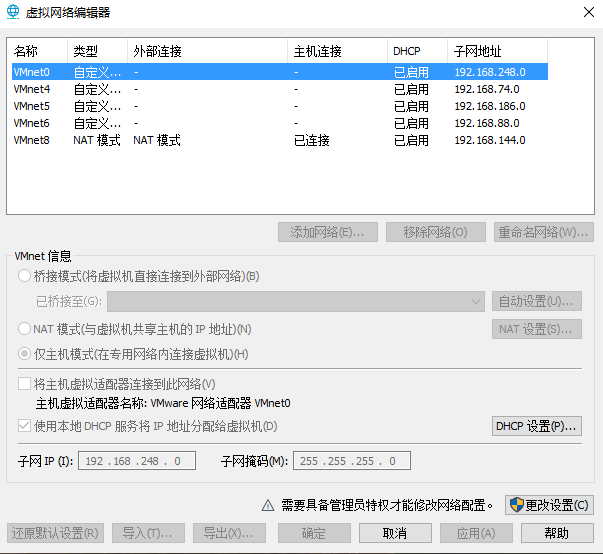 虚拟网络编辑器
名称 类型 外部连接 主机连接 DHCP 子网地址
VMnet0 自定义... - - 已启用 192.168.248.0
VMnet4 自定义... - - 已启用 192.168.74.0
VMnet5 自定义... - - 已启用 192.168.186.0
VMnet6 自定义... - - 已启用 192.168.88.0
VMnet8 NAT 模式 NAT 模式 已连接 已启用 192.168.144.0
添加网络(E)... 移除网络(O) 重命名网络(W)...
VMnet 信息
桥接模式(将虚拟机直接连接到外部网络)(B)
已桥接至(G): 自动设置(U)...
NAT 模式(与虚拟机共享主机的 IP 地址)(N) NAT 设置(S)...
仅主机模式(在专用网络内连接虚拟机)(H)
将主机虚拟适配器连接到此网络(V)
主机虚拟适配器名称: VMware 网络适配器 VMnet0
使用本地 DHCP 服务将 IP 地址分配给虚拟机(D) DHCP 设置(P)...
子网 IP (I): 192 . 168 . 248 . 0 子网掩码(M): 255 . 255 . 255 . 0
需要具备管理员特权才能修改网络配置。 更改设置(C)
还原默认设置(R) 导入(T)... 导出(X)... 确定 取消 应用(A) 帮助